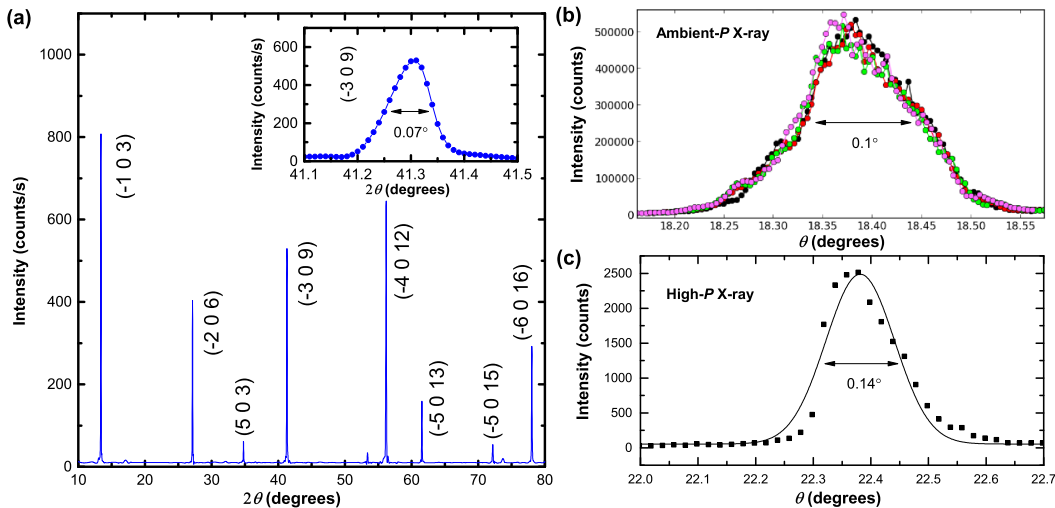 (a)
Intensity (counts/s)
1000
800
600
400
200
0
10
20
30
40
50
60
70
80
2θ (degrees)
(-1 0 3)
(-2 0 6)
(5 0 3)
(-3 0 9)
(-4 0 12)
(-5 0 13)
(-5 0 15)
(-6 0 16)
Intensity (counts/s)
600
500
400
300
200
100
0
(-3 0 9)
0.07°
41.1
41.2
41.3
41.4
41.5
2θ (degrees)
(b)
Ambient-P X-ray
Intensity (counts)
500000
400000
300000
200000
100000
0
0.1°
18.20
18.25
18.30
18.35
18.40
18.45
18.50
18.55
θ (degrees)
(c)
High-P X-ray
Intensity (counts)
2500
2000
1500
1000
500
0
0.14°
22.0
22.1
22.2
22.3
22.4
22.5
22.6
22.7
θ (degrees)